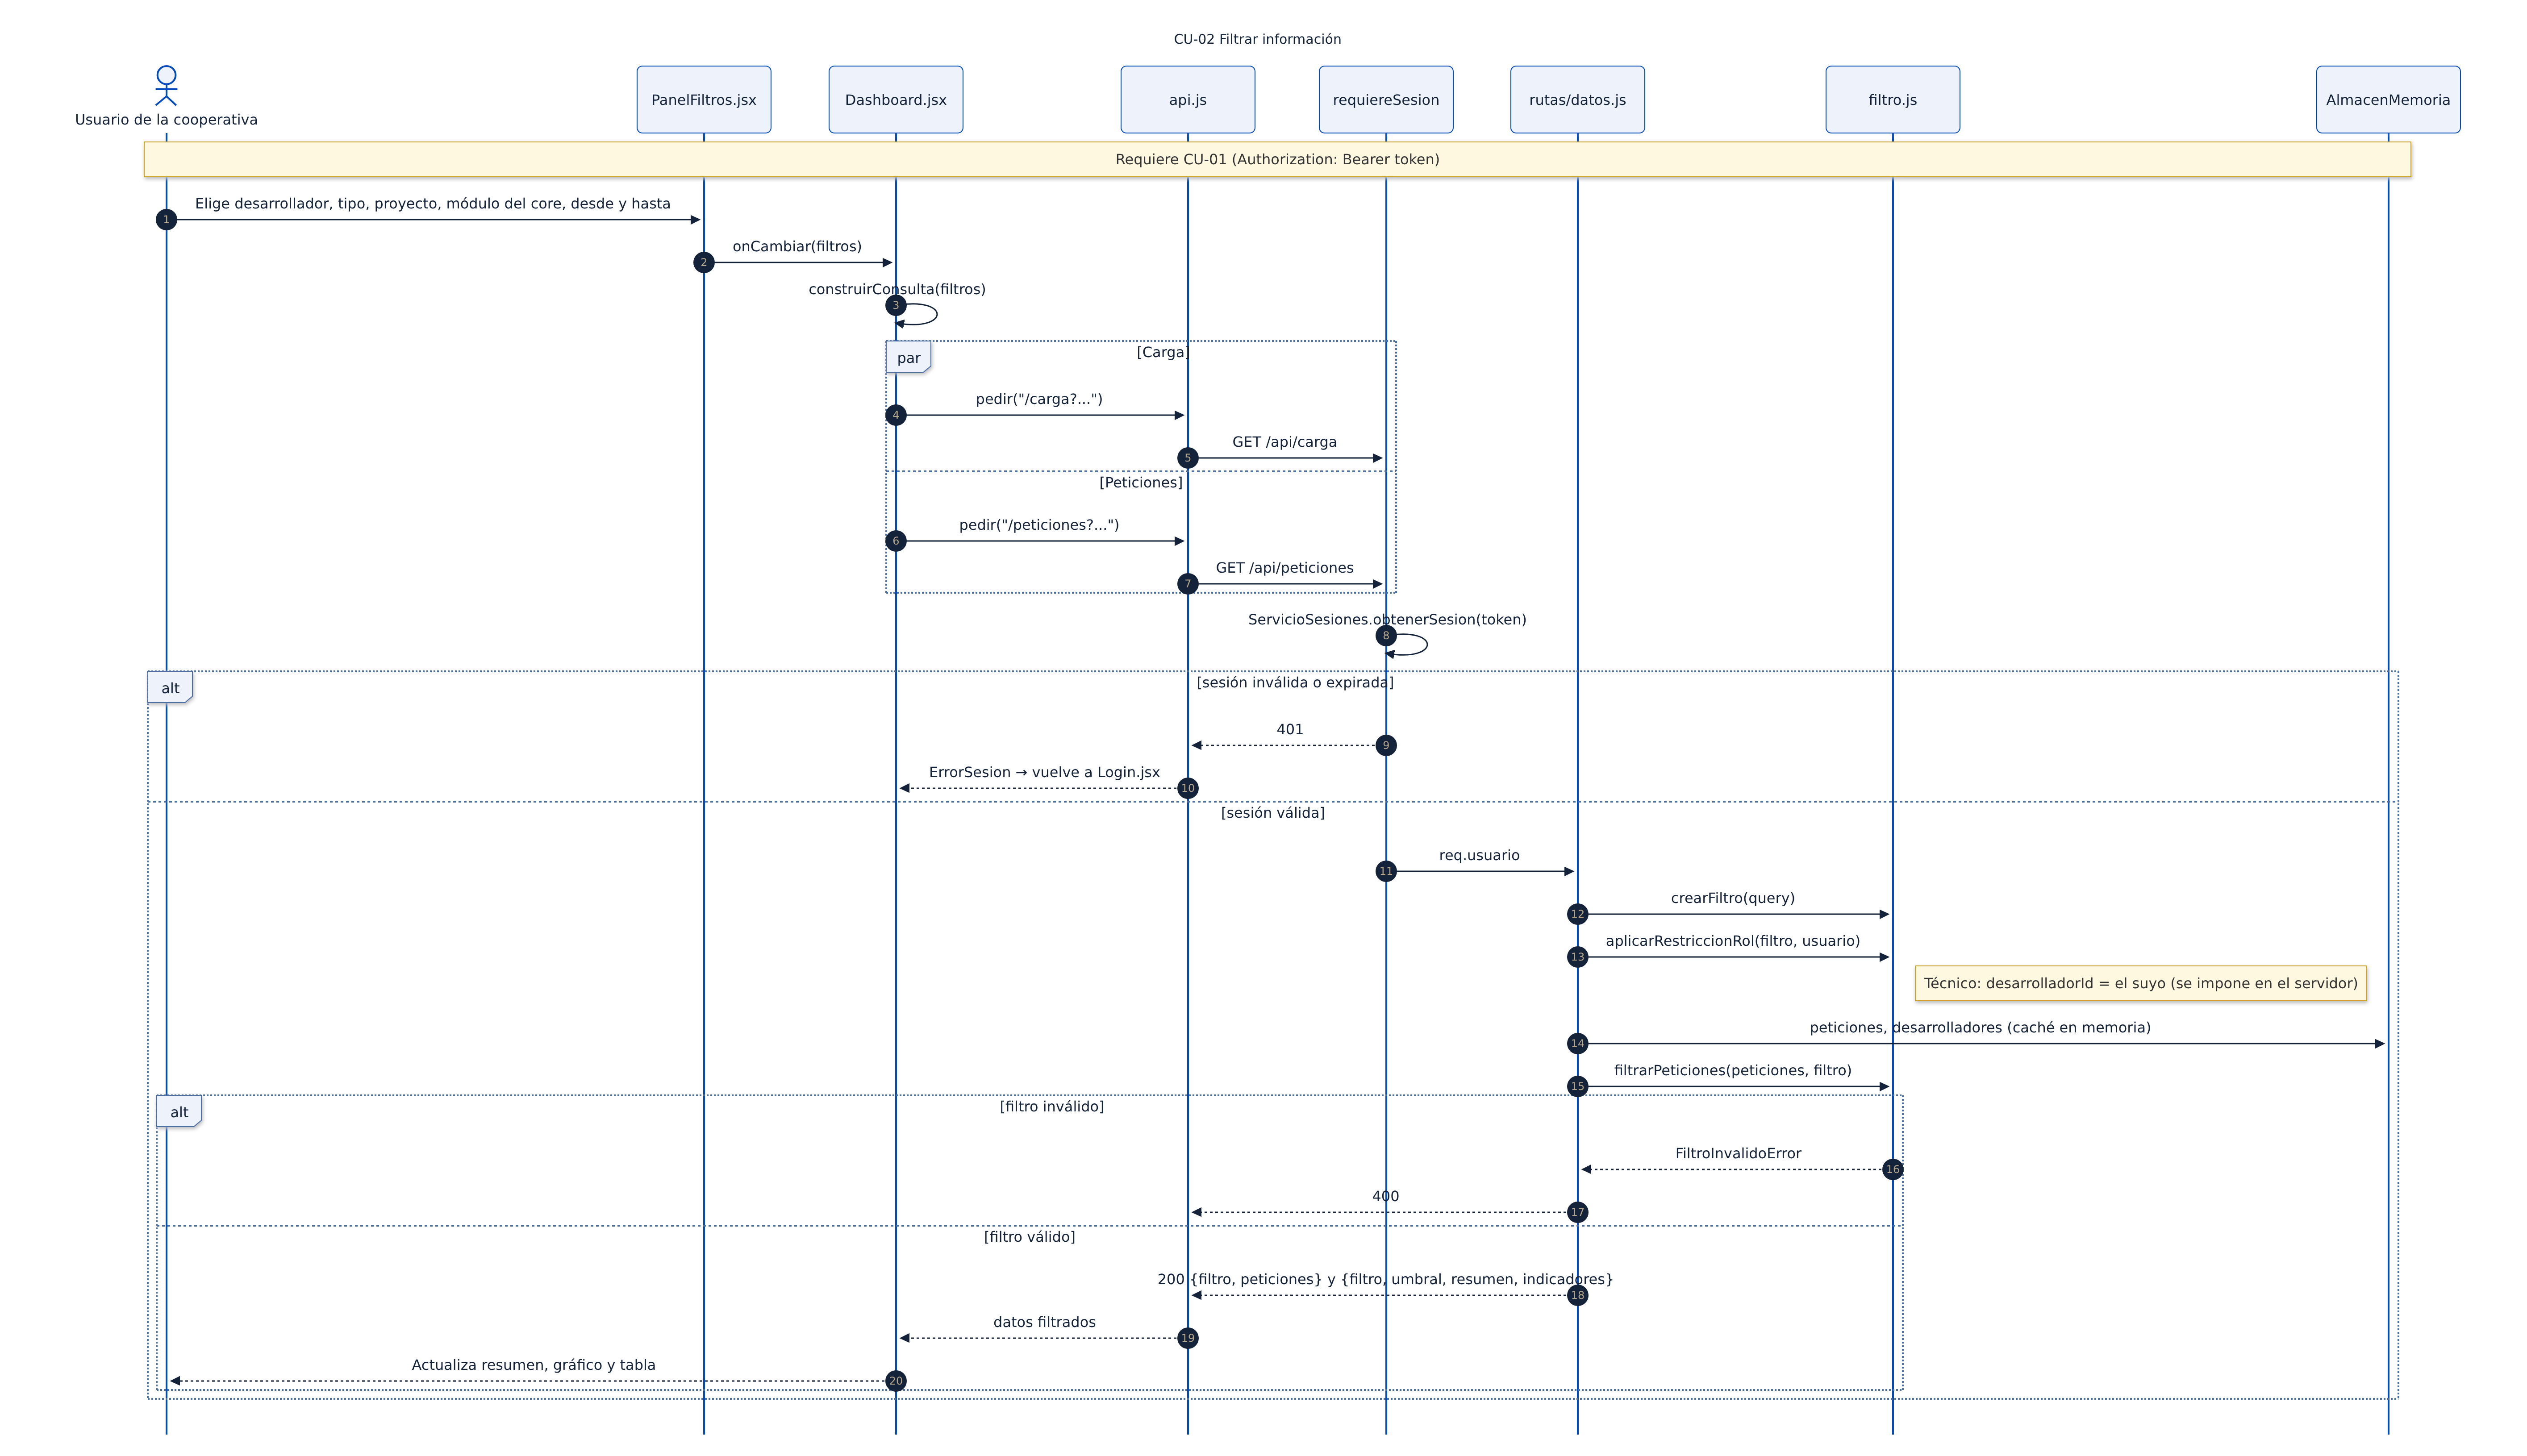 CU-02 Filtrar información
Usuario de la cooperativa
PanelFiltros.jsx
Dashboard.jsx
api.js
requiereSesion
rutas/datos.js
filtro.js
AlmacenMemoria
Requiere CU-01 (Authorization: Bearer token)
1 Elige desarrollador, tipo, proyecto, módulo del core, desde y hasta
2 onCambiar(filtros)
3 construirConsulta(filtros)
par [Carga]
4 pedir("/carga?...")
5 GET /api/carga
[Peticiones]
6 pedir("/peticiones?...")
7 GET /api/peticiones
8 ServicioSesiones.obtenerSesion(token)
alt [sesión inválida o expirada]
9 401
10 ErrorSesion → vuelve a Login.jsx
[sesión válida]
11 req.usuario
12 crearFiltro(query)
13 aplicarRestriccionRol(filtro, usuario)
Técnico: desarrolladorId = el suyo (se impone en el servidor)
14 peticiones, desarrolladores (caché en memoria)
15 filtrarPeticiones(peticiones, filtro)
alt [filtro inválido]
16 FiltroInvalidoError
17 400
[filtro válido]
18 200 {filtro, peticiones} y {filtro, umbral, resumen, indicadores}
19 datos filtrados
20 Actualiza resumen, gráfico y tabla